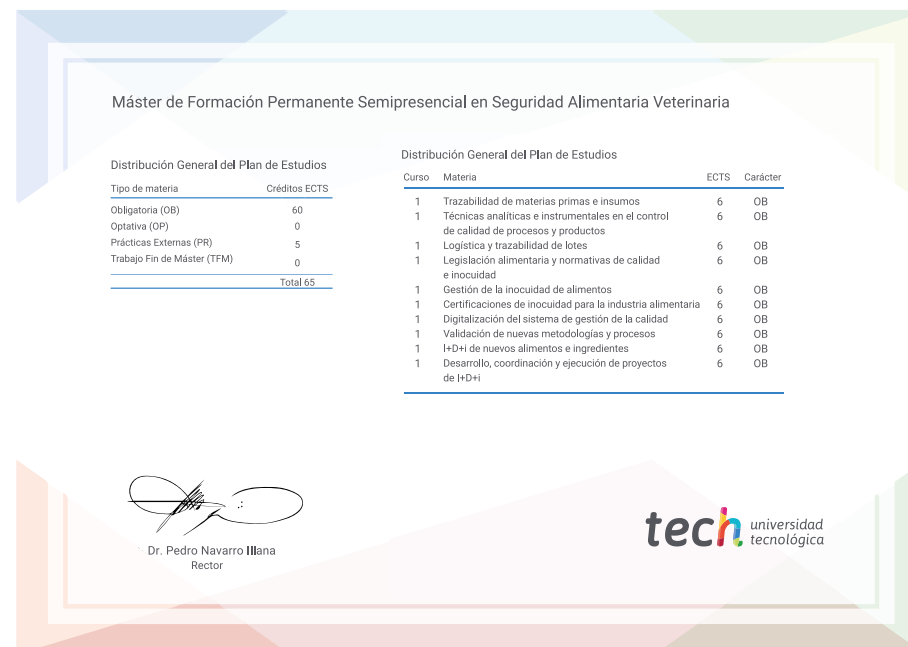 Máster de Formación Permanente Semipresencial en Seguridad Alimentaria Veterinaria
Distribución General del Plan de Estudios
Tipo de materia Créditos ECTS
Obligatoria (OB) 60
Optativa (OP) 0
Prácticas Externas (PR) 5
Trabajo Fin de Máster (TFM) 0
Total 65
Distribución General del Plan de Estudios
Curso Materia ECTS Carácter
1 Trazabilidad de materias primas e insumos 6 OB
1 Técnicas analíticas e instrumentales en el control 6 OB
de calidad de procesos y productos
1 Logística y trazabilidad de lotes 6 OB
1 Legislación alimentaria y normativas de calidad 6 OB
e inocuidad
1 Gestión de la inocuidad de alimentos 6 OB
1 Certificaciones de inocuidad para la industria alimentaria 6 OB
1 Digitalización del sistema de gestión de la calidad 6 OB
1 Validación de nuevas metodologías y procesos 6 OB
1 I+D+i de nuevos alimentos e ingredientes 6 OB
1 Desarrollo, coordinación y ejecución de proyectos 6 OB
de I+D+i
Dr. Pedro Navarro Illana
Rector
tech universidad
tecnológica